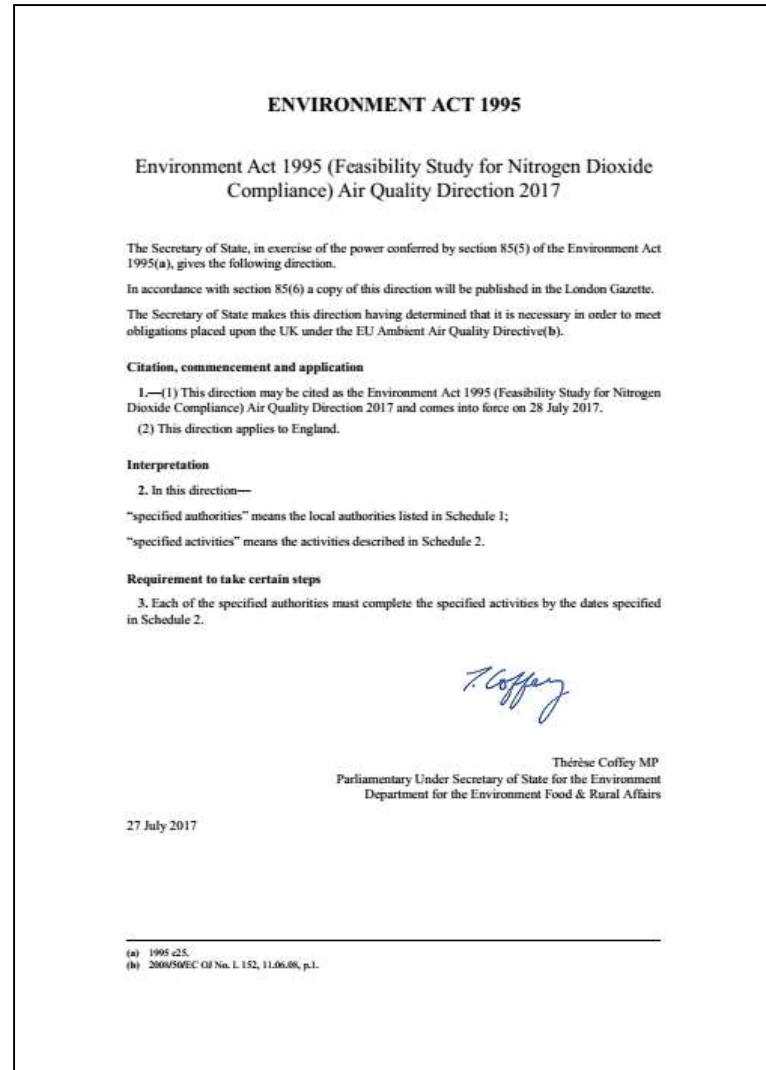 ENVIRONMENT ACT 1995
Environment Act 1995 (Feasibility Study for Nitrogen Dioxide
Compliance) Air Quality Direction 2017
The Secretary of State, in exercise of the power conferred by section 85(5) of the Environment Act
1995(a), gives the following direction.
In accordance with section 85(6) a copy of this direction will be published in the London Gazette.
The Secretary of State makes this direction having determined that it is necessary in order to meet
obligations placed upon the UK under the EU Ambient Air Quality Directive(b).
Citation, commencement and application
1.—(1) This direction may be cited as the Environment Act 1995 (Feasibility Study for Nitrogen
Dioxide Compliance) Air Quality Direction 2017 and comes into force on 28 July 2017.
(2) This direction applies to England.
Interpretation
2. In this direction—
“specified authorities” means the local authorities listed in Schedule 1;
“specified activities” means the activities described in Schedule 2.
Requirement to take certain steps
3. Each of the specified authorities must complete the specified activities by the dates specified
in Schedule 2.
T. Coffey
Thérèse Coffey MP
Parliamentary Under Secretary of State for the Environment
Department for the Environment Food & Rural Affairs
27 July 2017
(a) 1995 c25.
(b) 2008/50/EC OJ No. L 152, 11.06.08, p.1.